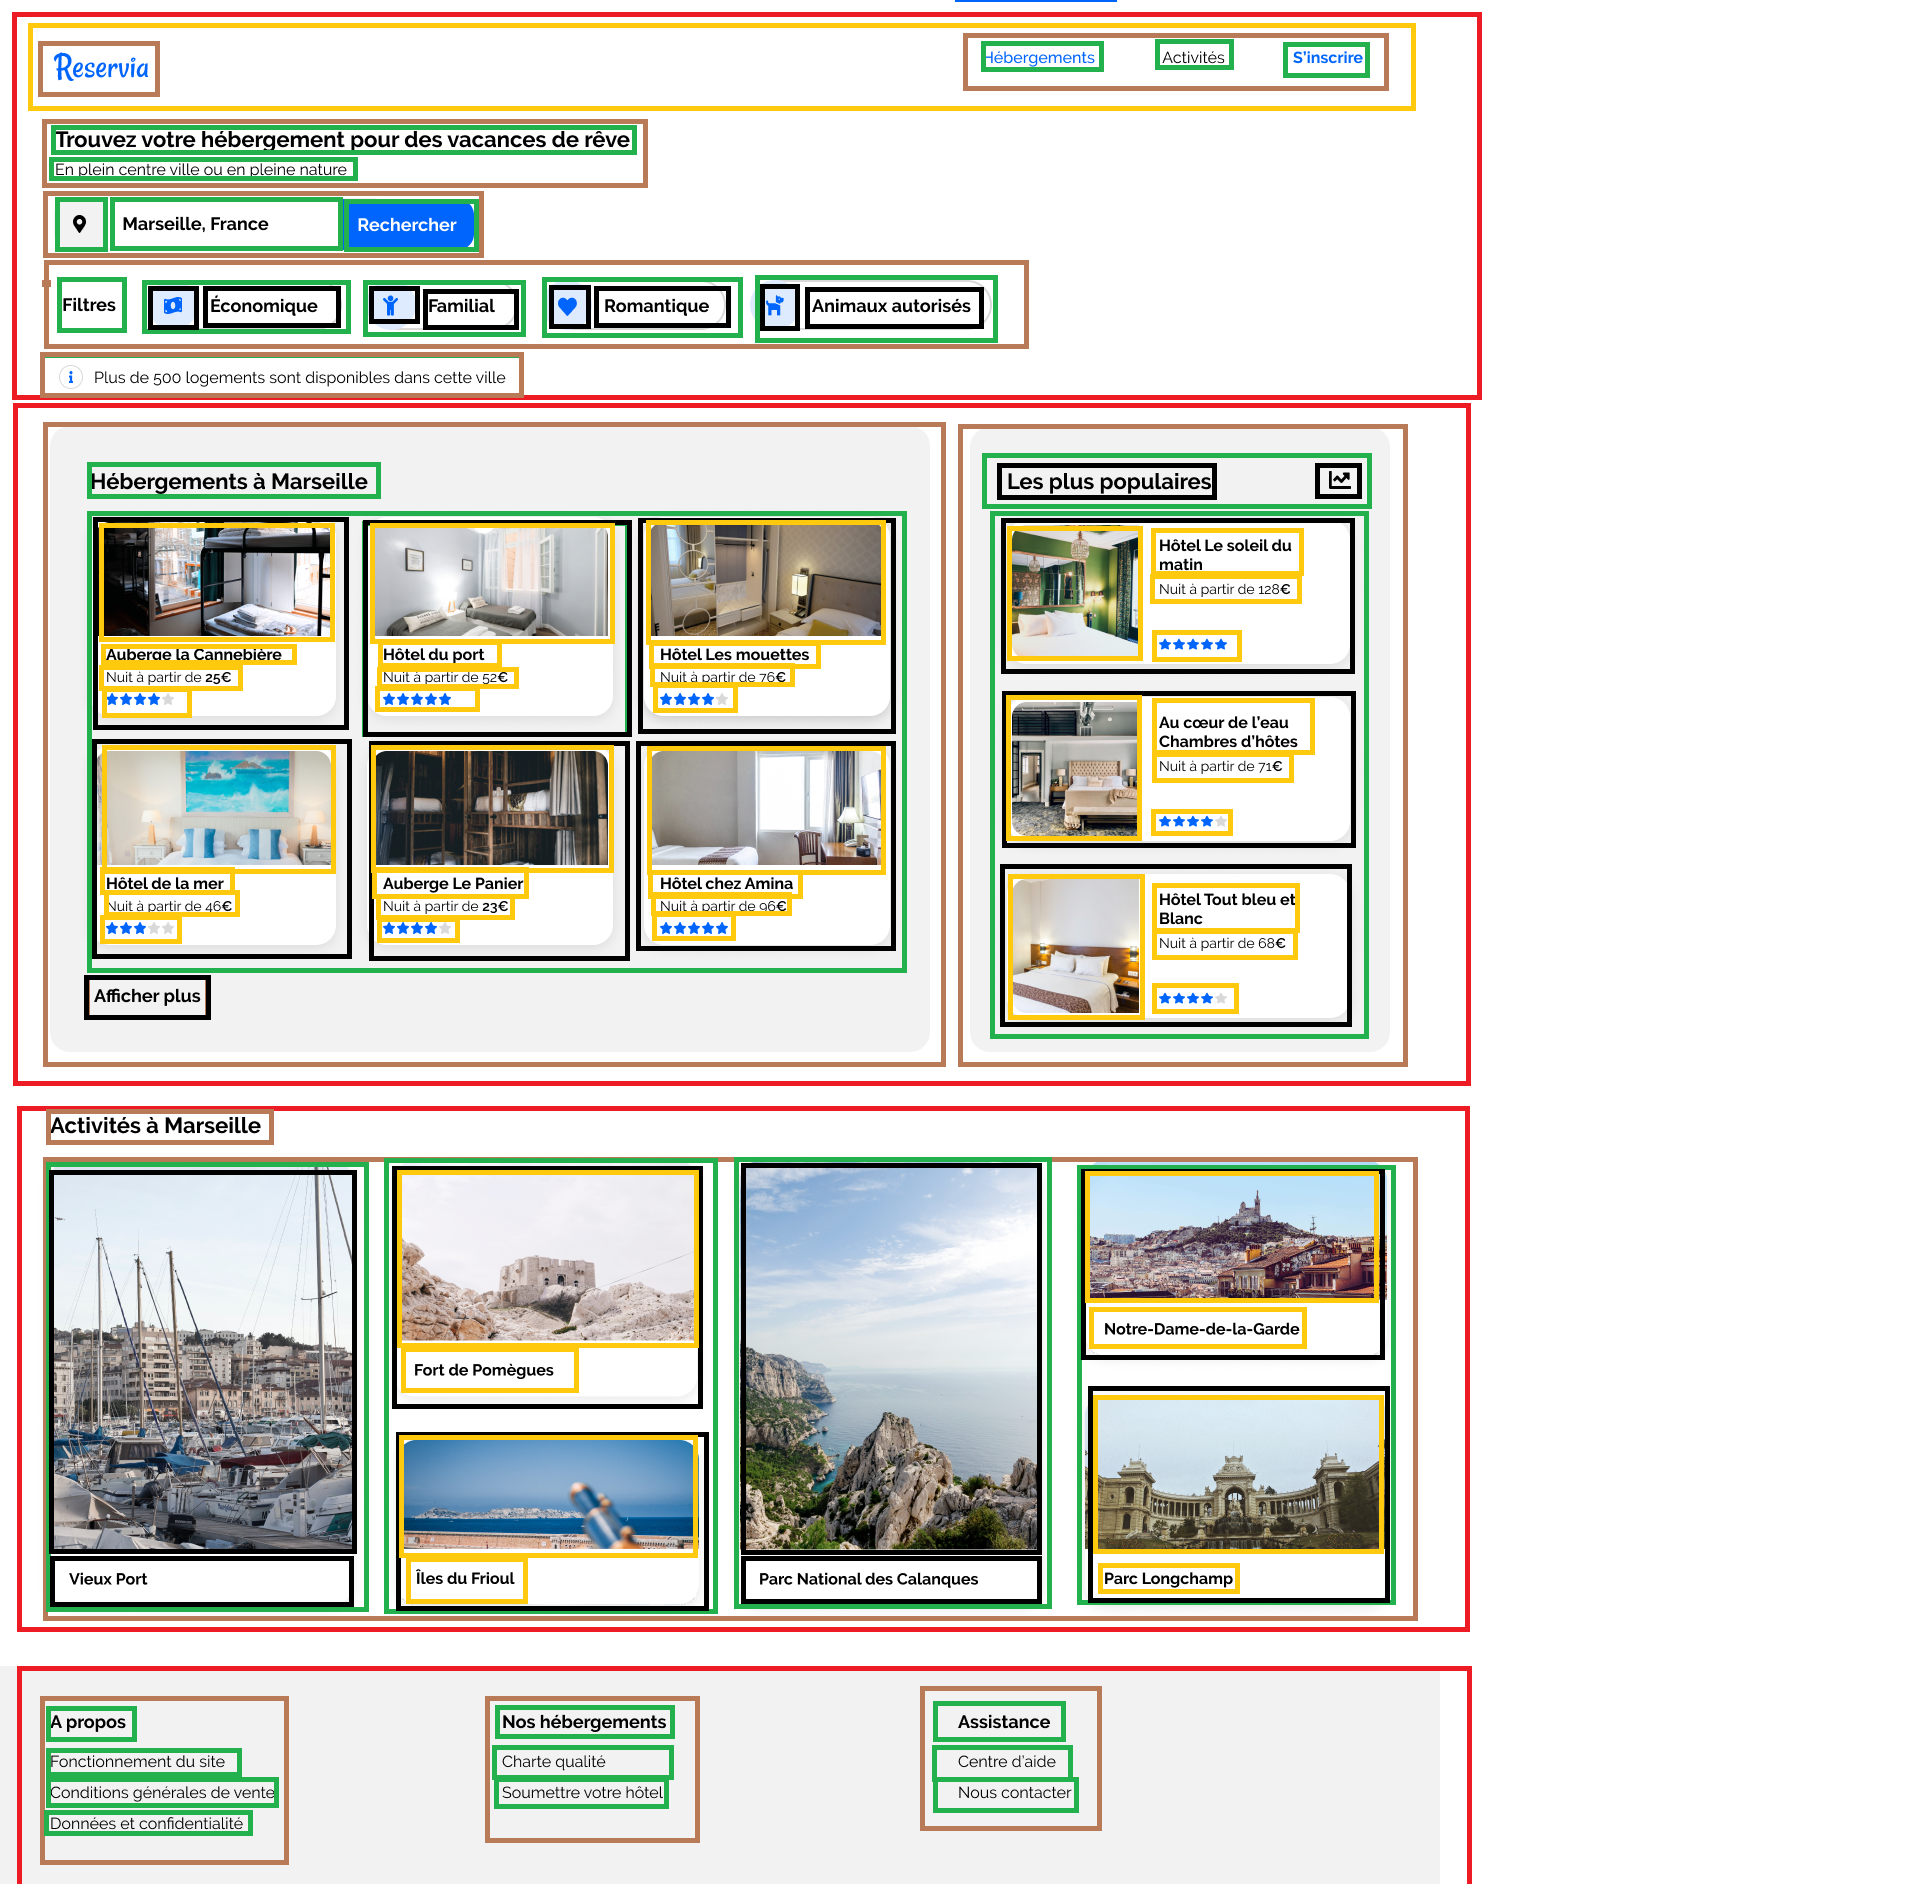 Reservia
Hébergements
Activités
S'inscrire
Trouvez votre hébergement pour des vacances de rêve
En plein centre ville ou en pleine nature
Marseille, France
Rechercher
Filtres
Économique
Familial
Romantique
Animaux autorisés
Plus de 500 logements sont disponibles dans cette ville
Hébergements à Marseille
Auberge la Cannebière
Nuit à partir de 25€
Hôtel du port
Nuit à partir de 52€
Hôtel Les mouettes
Nuit à partir de 76€
Hôtel de la mer
Nuit à partir de 46€
Auberge Le Panier
Nuit à partir de 23€
Hôtel chez Amina
Nuit à partir de 96€
Afficher plus
Les plus populaires
Hôtel Le soleil du
matin
Nuit à partir de 128€
Au cœur de l'eau
Chambres d'hôtes
Nuit à partir de 71€
Hôtel Tout bleu et
Blanc
Nuit à partir de 68€
Activités à Marseille
Vieux Port
Fort de Pomègues
Îles du Frioul
Parc National des Calanques
Notre-Dame-de-la-Garde
Parc Longchamp
A propos
Fonctionnement du site
Conditions générales de vente
Données et confidentialité
Nos hébergements
Charte qualité
Soumettre votre hôtel
Assistance
Centre d'aide
Nous contacter